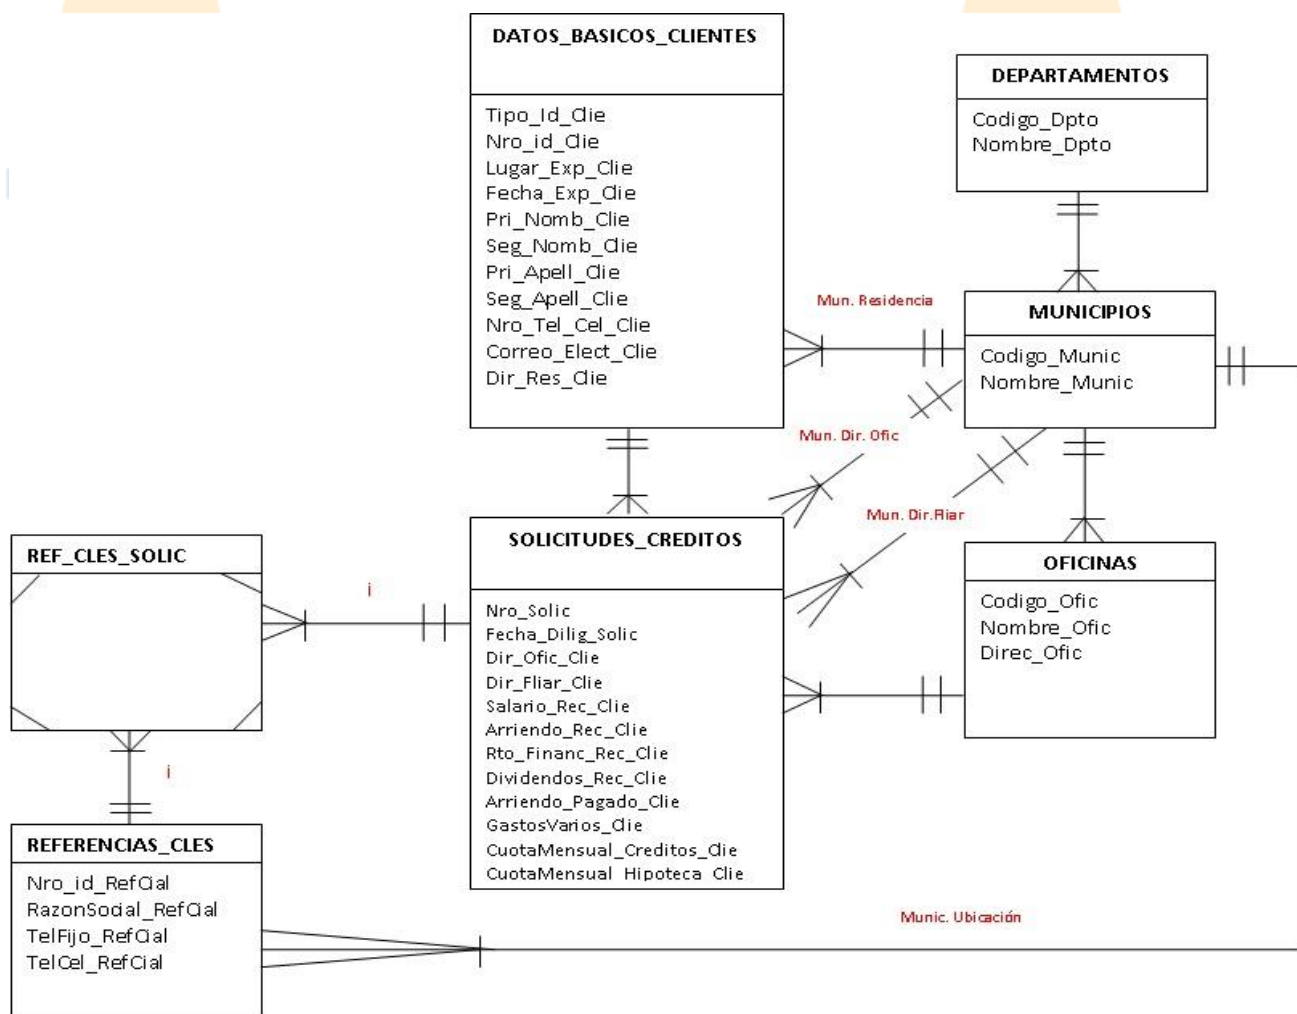 DATOS_BASICOS_CLIENTES
Tipo_Id_Clie
Nro_id_Clie
Lugar_Exp_Clie
Fecha_Exp_Clie
Pri_Nomb_Clie
Seg_Nomb_Clie
Pri_Apell_Clie
Seg_Apell_Clie
Nro_Tel_Cel_Clie
Correo_Elect_Clie
Dir_Res_Clie
DEPARTAMENTOS
Codigo_Dpto
Nombre_Dpto
Mun. Residencia
MUNICIPIOS
Codigo_Munic
Nombre_Munic
Mun. Dir. Ofic
Mun. Dir.Fliar
REF_CLES_SOLIC
i
i
SOLICITUDES_CREDITOS
Nro_Solic
Fecha_Dilig_Solic
Dir_Ofic_Clie
Dir_Fliar_Clie
Salario_Rec_Clie
Arriendo_Rec_Clie
Rto_Financ_Rec_Clie
Dividendos_Rec_Clie
Arriendo_Pagado_Clie
GastosVarios_Clie
CuotaMensual_Creditos_Clie
CuotaMensual_Hipoteca_Clie
OFICINAS
Codigo_Ofic
Nombre_Ofic
Direc_Ofic
REFERENCIAS_CLES
Nro_id_RefCial
RazonSocial_RefCial
TelFijo_RefCial
TelCel_RefCial
Munic. Ubicación